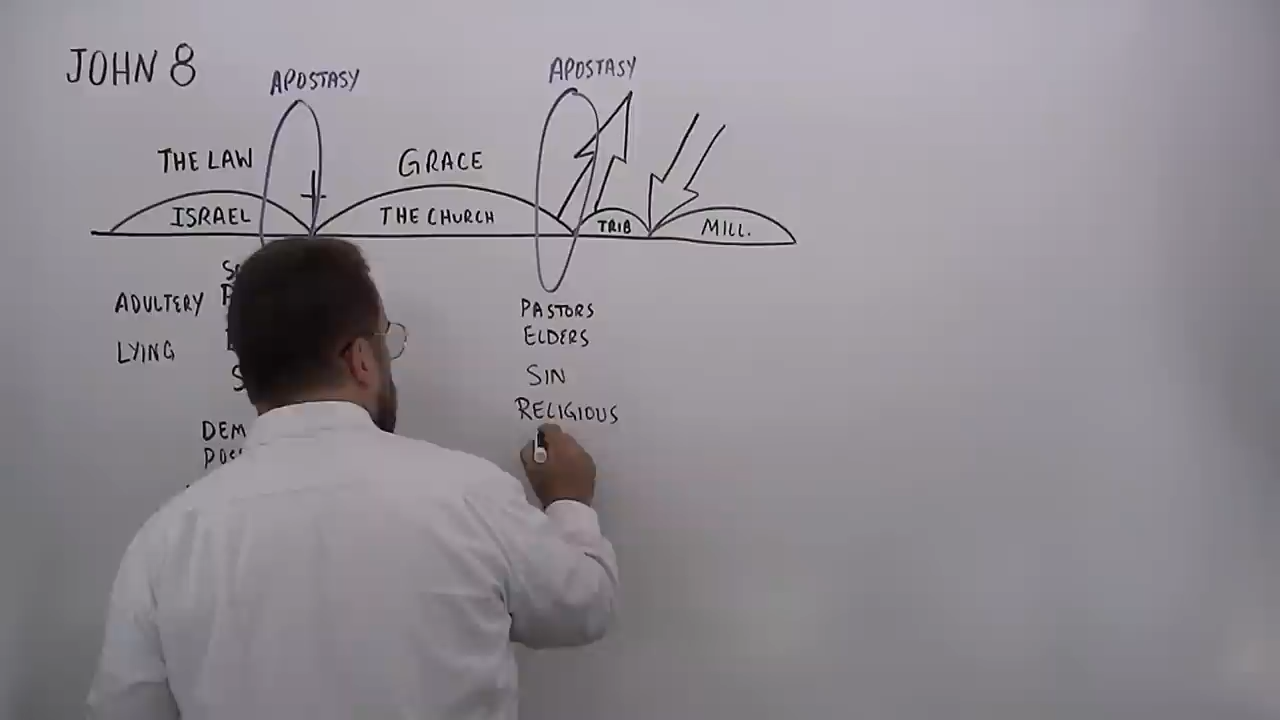 JOHN 8
APOSTASY
APOSTASY
THE LAW
GRACE
ISRAEL
THE CHURCH
TRIB
MILL.
ADULTERY
LYING
PASTORS
ELDERS
SIN
RELIGIOUS